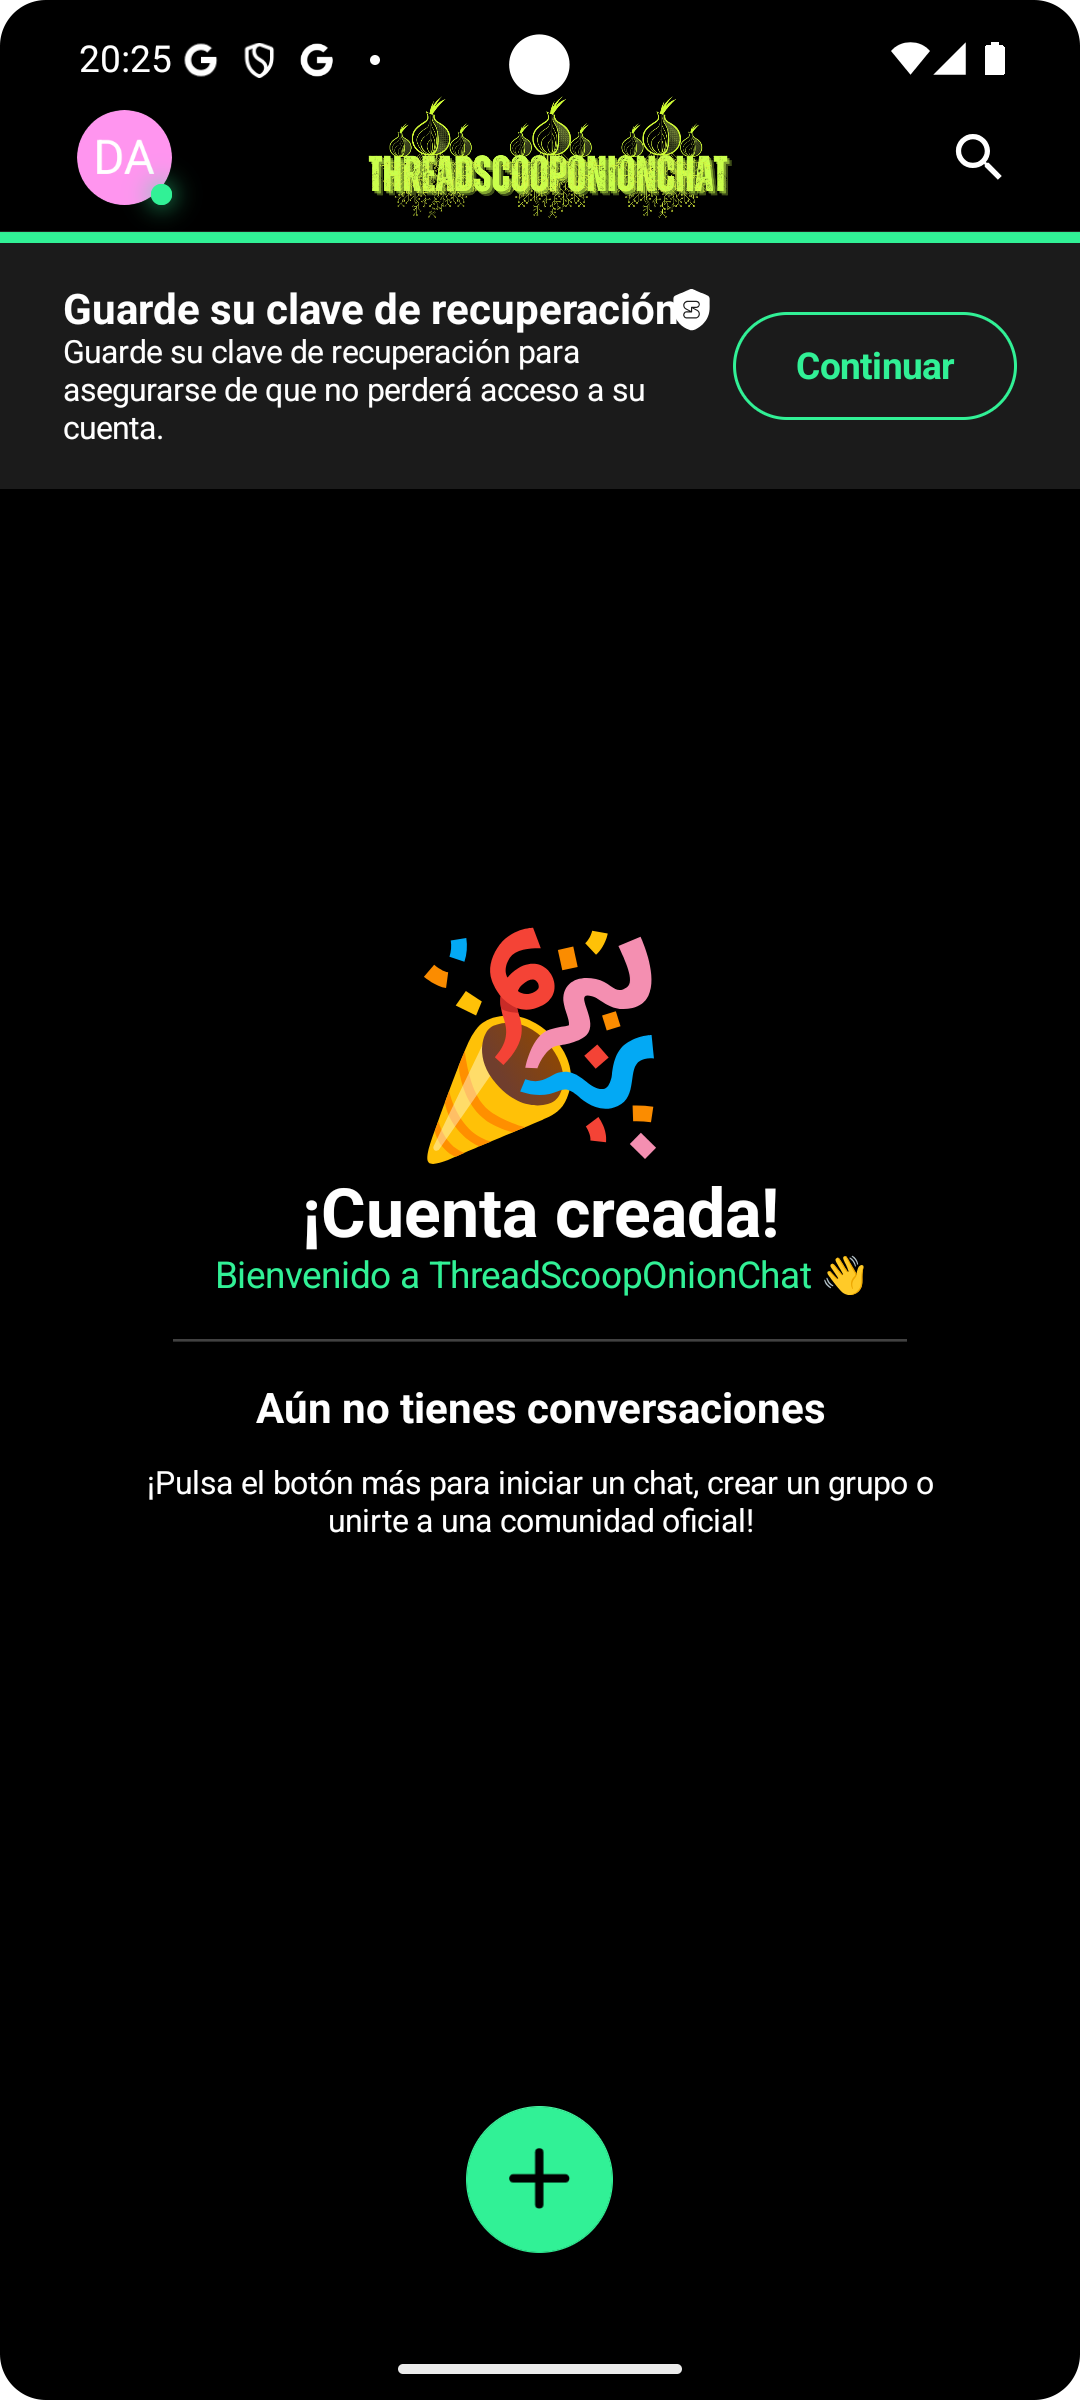 20:25
DA
THREADSCOOPONIONCHAT
Guarde su clave de recuperación
Guarde su clave de recuperación para
asegurarse de que no perderá acceso a su
cuenta.
Continuar
¡Cuenta creada!
Bienvenido a ThreadScoopOnionChat 👋
Aún no tienes conversaciones
¡Pulsa el botón más para iniciar un chat, crear un grupo o
unirte a una comunidad oficial!